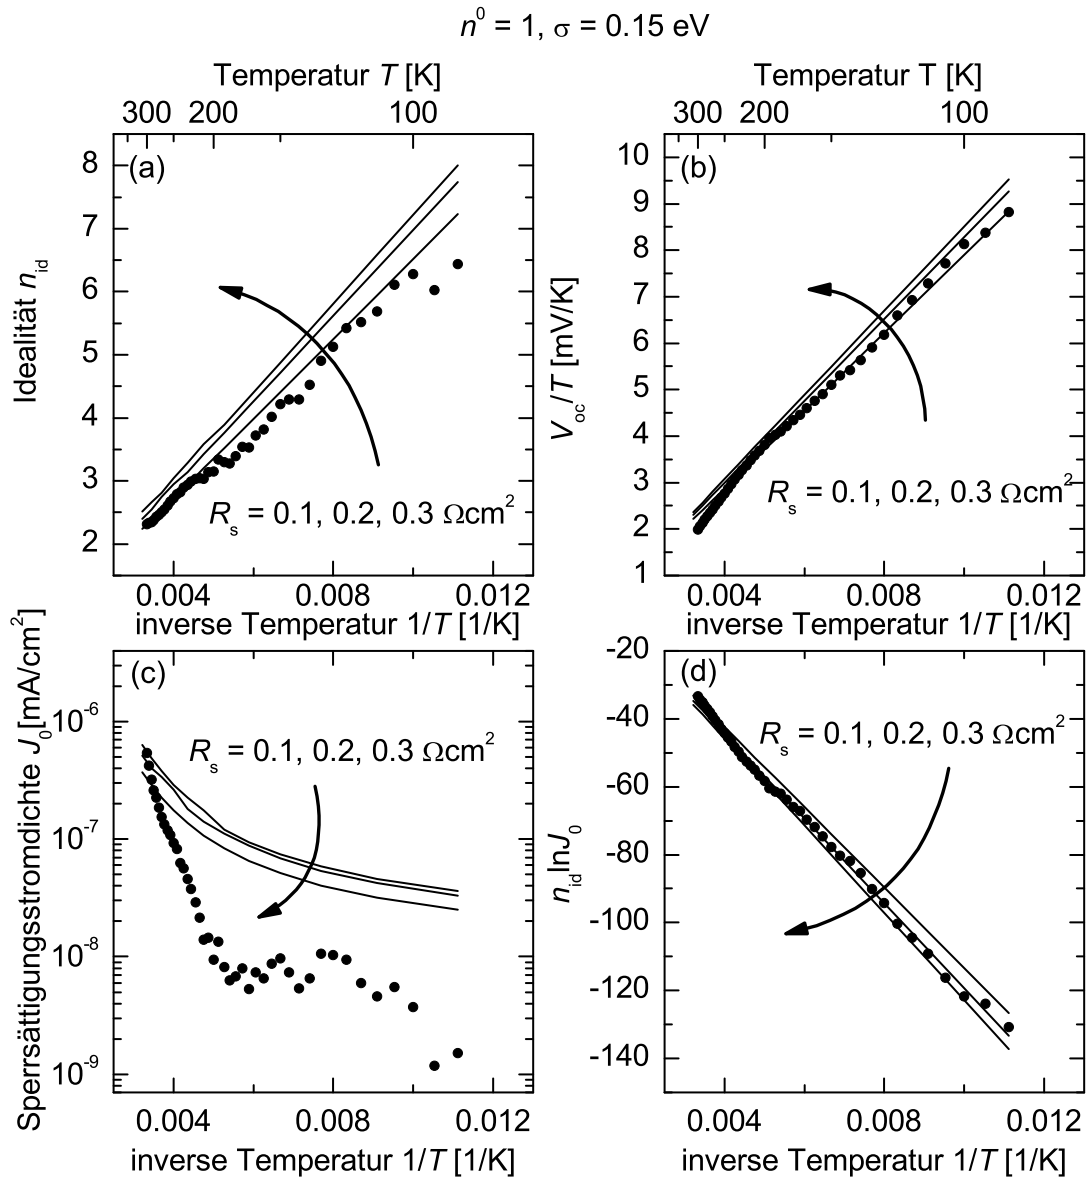 n⁰ = 1, σ = 0.15 eV
Temperatur T [K]
300 200 100
(a)
8
7
6
5
4
3
2
Idealität n_id
R_s = 0.1, 0.2, 0.3 Ωcm²
0.004 0.008 0.012
inverse Temperatur 1/T [1/K]
Temperatur T [K]
300 200 100
(b)
10
9
8
7
6
5
4
3
2
1
V_oc/T [mV/K]
R_s = 0.1, 0.2, 0.3 Ωcm²
0.004 0.008 0.012
inverse Temperatur 1/T [1/K]
(c)
10⁻⁶
10⁻⁷
10⁻⁸
10⁻⁹
Sperrsättigungsstromdichte J₀[mA/cm²]
R_s = 0.1, 0.2, 0.3 Ωcm²
0.004 0.008 0.012
inverse Temperatur 1/T [1/K]
(d)
-20
-40
-60
-80
-100
-120
-140
n_id lnJ₀
R_s = 0.1, 0.2, 0.3 Ωcm²
0.004 0.008 0.012
inverse Temperatur 1/T [1/K]